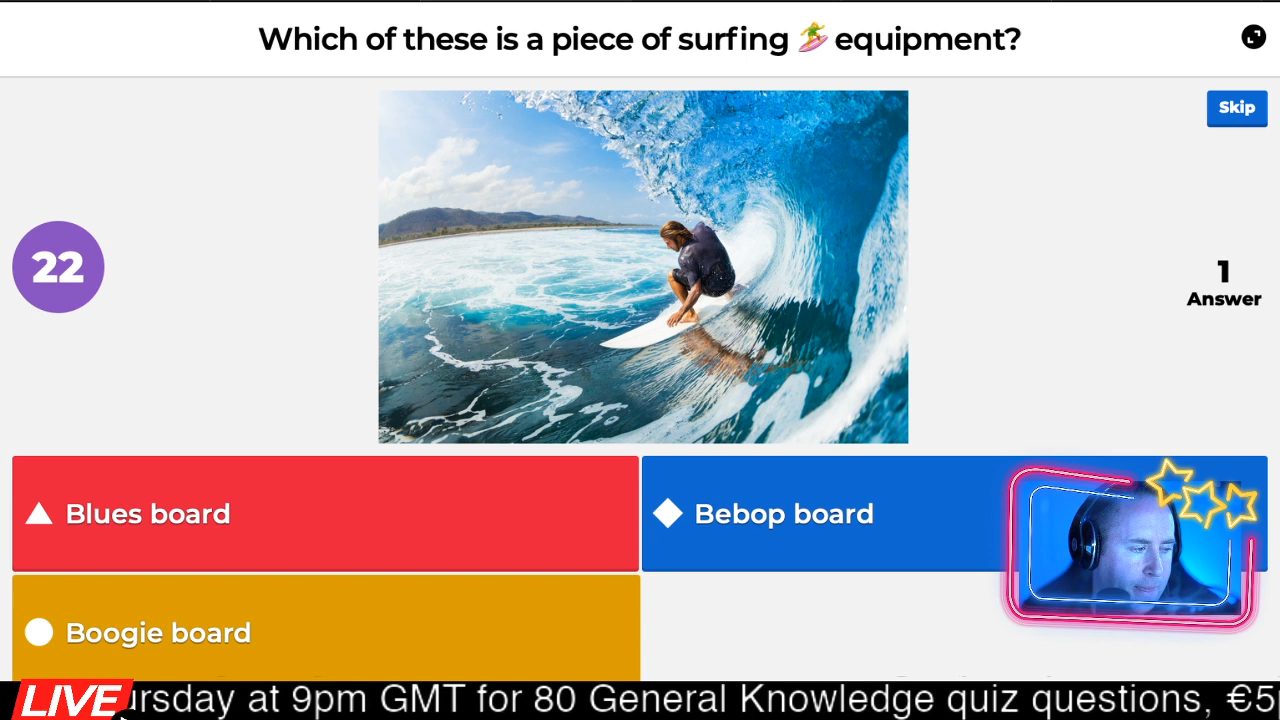 Which of these is a piece of surfing 🏄 equipment?
Skip
22
1
Answer
Blues board
Bebop board
Boogie board
LIVE
ursday at 9pm GMT for 80 General Knowledge quiz questions, €5